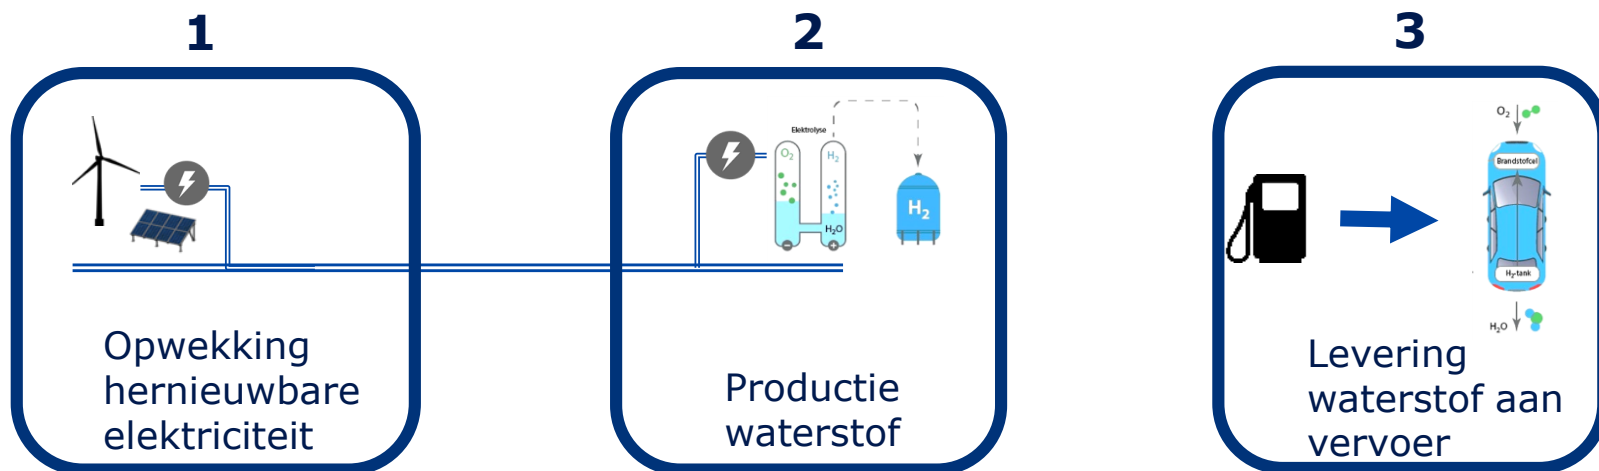 1
2
3
Opwekking
hernieuwbare
elektriciteit
Elektrolyse
O₂
H₂
H₂O
−
+
H₂
Productie
waterstof
O₂
Brandstofcel
H₂-tank
H₂O
Levering
waterstof aan
vervoer